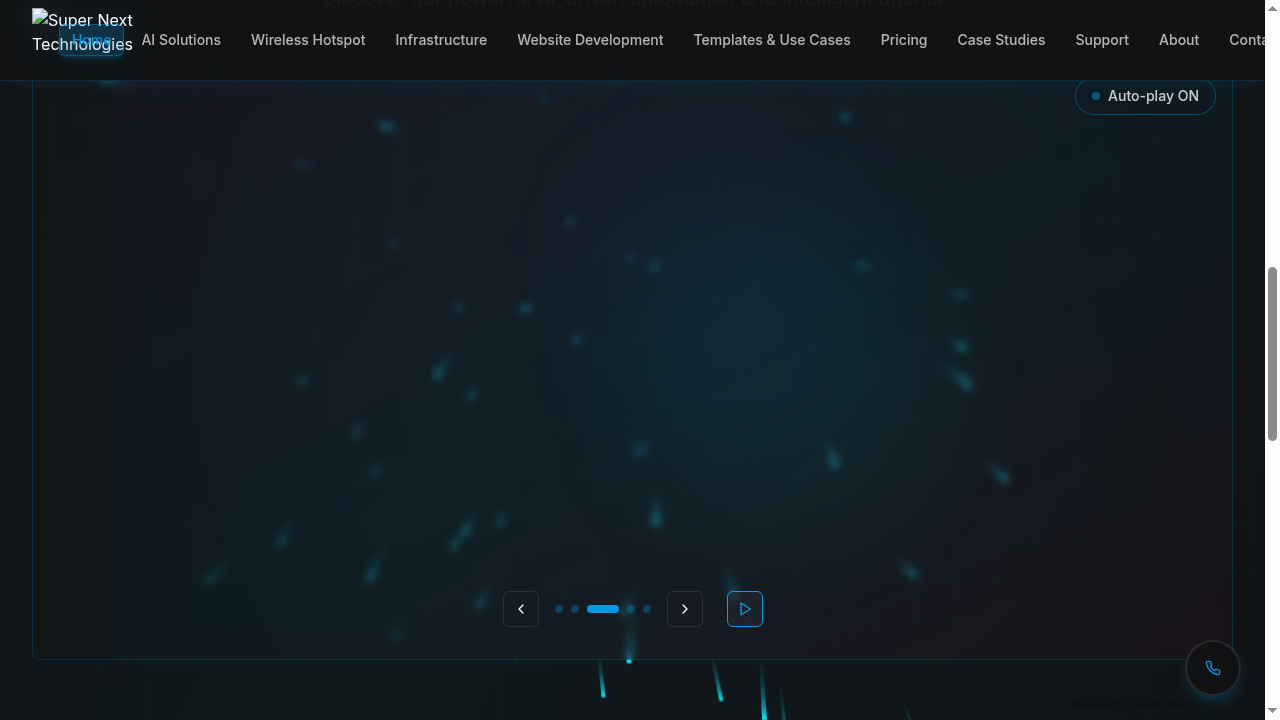 Discover our powerful AI-driven automation and intelligent agents
Super Next Technologies
Home
AI Solutions
Wireless Hotspot
Infrastructure
Website Development
Templates & Use Cases
Pricing
Case Studies
Support
About
Conta
Auto-play ON